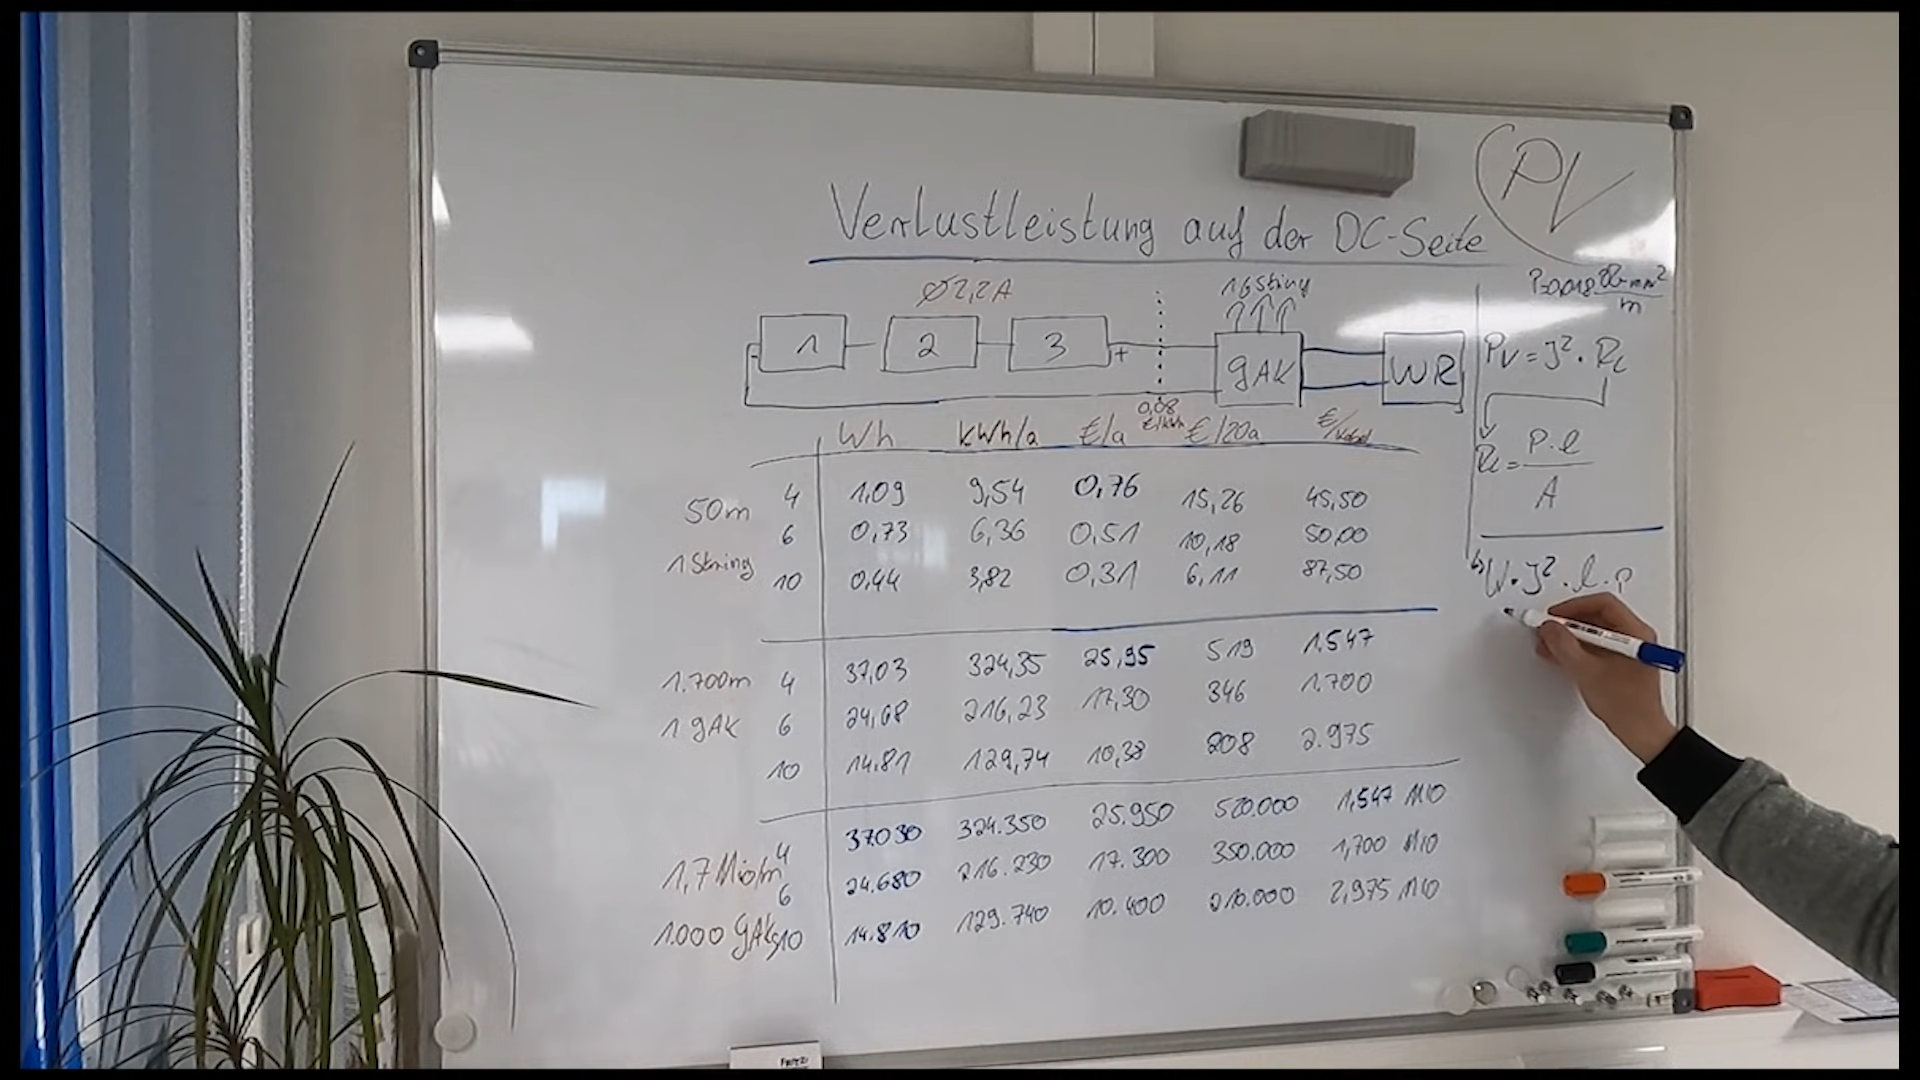 PV
Verlustleistung auf der DC-Seite
Ø2,2A
16 String
ρ=0,018 Ω·mm²
m
1 2 3 + gAK WR
Pv = I² · RL
RL = ρ·l
A
0,08
€/kWh
Wh kWh/a €/a €/20a €/Kabel
50m 4 1,09 9,54 0,76 15,26 45,50
6 0,73 6,36 0,51 10,18 50,00
1 String 10 0,44 3,82 0,31 6,11 87,50
·I²·l·ρ
1.700m 4 37,03 324,35 25,95 519 1.547
1 gAK 6 24,68 216,23 17,30 346 1.700
10 14.81 129,74 10,38 208 2.975
1,7 Mio/m 4 37.030 324.350 25.950 520.000 1,547 MIO
6 24.680 216.230 17.300 350.000 1,700 MIO
1.000 gAKs 10 14.810 129.740 10.400 210.000 2,975 MIO